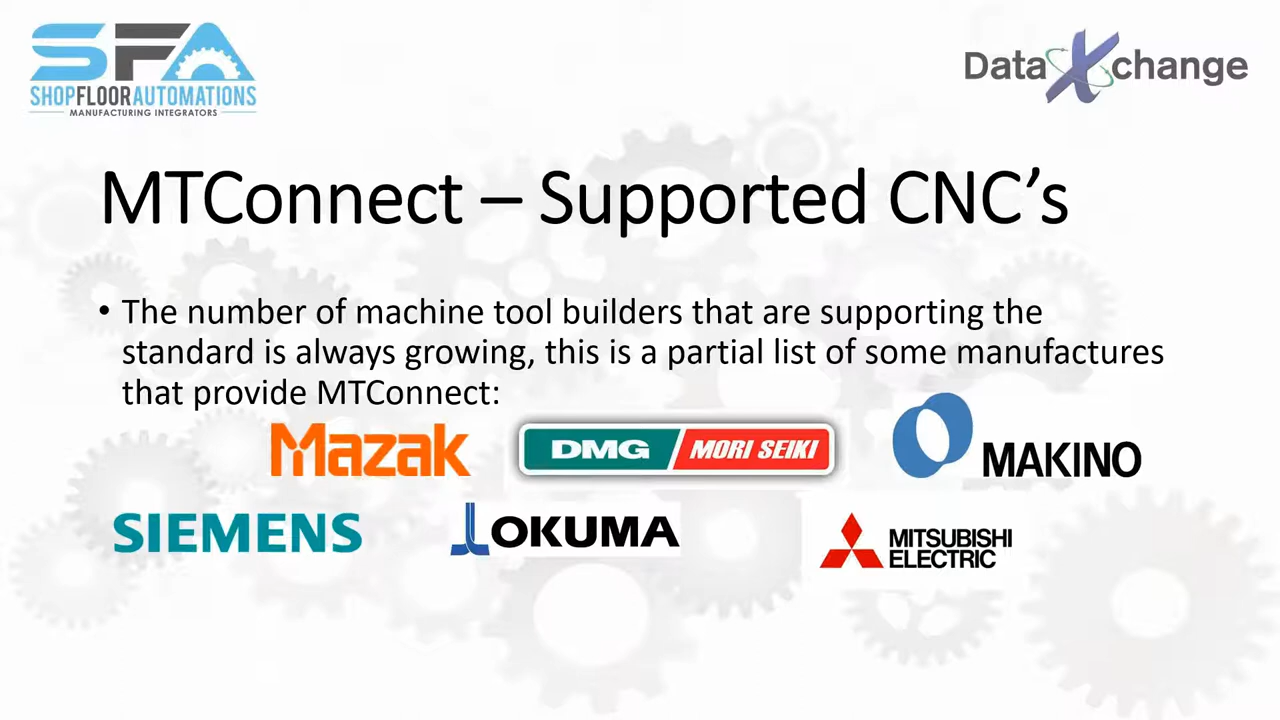 SFA
SHOPFLOORAUTOMATIONS
MANUFACTURING INTEGRATORS
DataXchange
MTConnect – Supported CNC’s
• The number of machine tool builders that are supporting the
standard is always growing, this is a partial list of some manufactures
that provide MTConnect:
Mazak
DMG MORI SEIKI
MAKINO
SIEMENS
OKUMA
MITSUBISHI
ELECTRIC